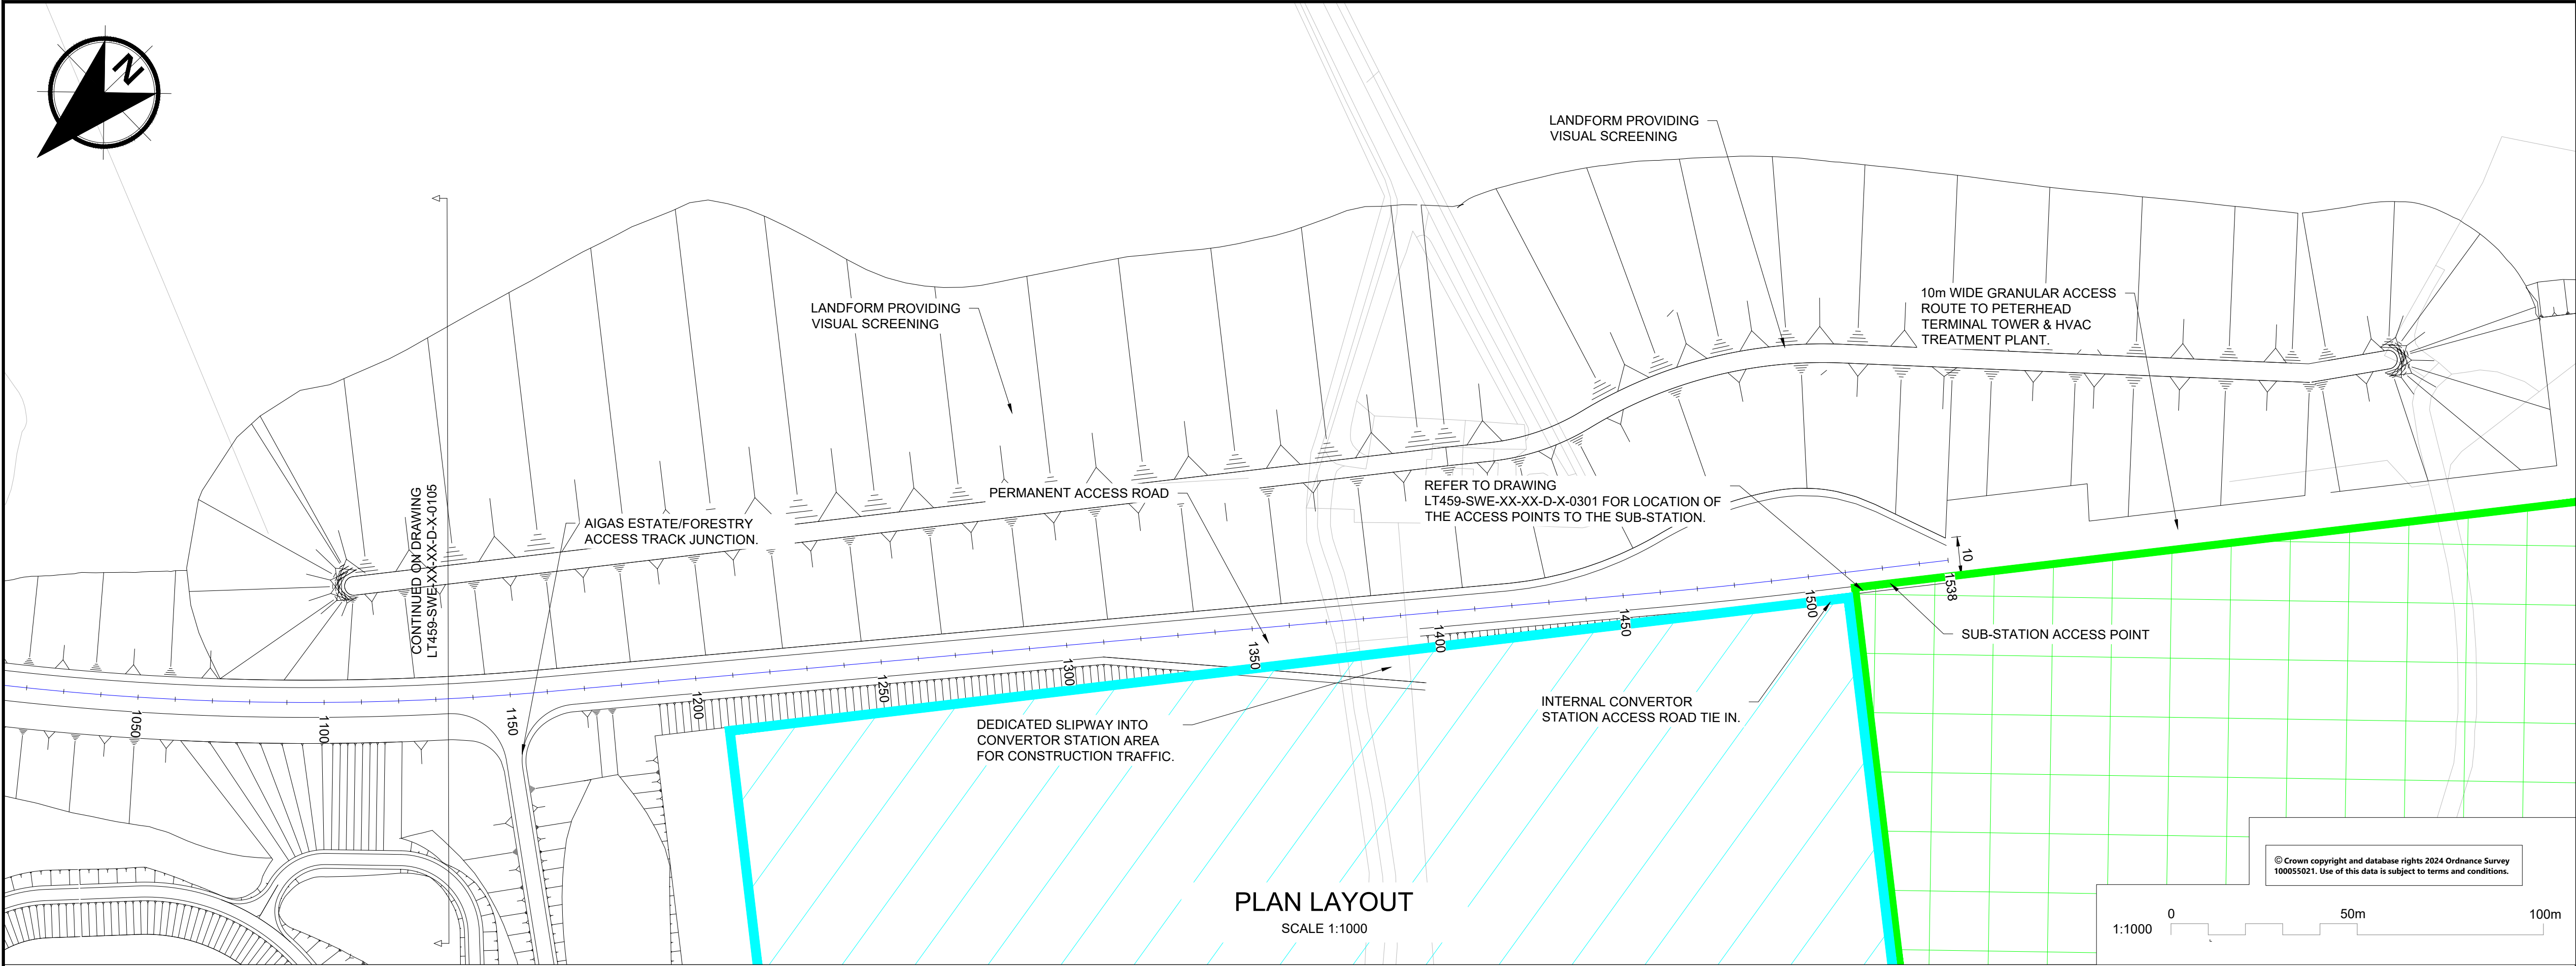 N
LANDFORM PROVIDING
VISUAL SCREENING
LANDFORM PROVIDING
VISUAL SCREENING
10m WIDE GRANULAR ACCESS
ROUTE TO PETERHEAD
TERMINAL TOWER & HVAC
TREATMENT PLANT.
CONTINUED ON DRAWING
LT459-SWE-XX-XX-D-X-0105
AIGAS ESTATE/FORESTRY
ACCESS TRACK JUNCTION.
PERMANENT ACCESS ROAD
REFER TO DRAWING
LT459-SWE-XX-XX-D-X-0301 FOR LOCATION OF
THE ACCESS POINTS TO THE SUB-STATION.
10
1538
SUB-STATION ACCESS POINT
1050
1100
1150
1200
1250
1300
1350
1400
1450
1500
DEDICATED SLIPWAY INTO
CONVERTOR STATION AREA
FOR CONSTRUCTION TRAFFIC.
INTERNAL CONVERTOR
STATION ACCESS ROAD TIE IN.
PLAN LAYOUT
SCALE 1:1000
© Crown copyright and database rights 2024 Ordnance Survey
100055021. Use of this data is subject to terms and conditions.
1:1000
0
50m
100m